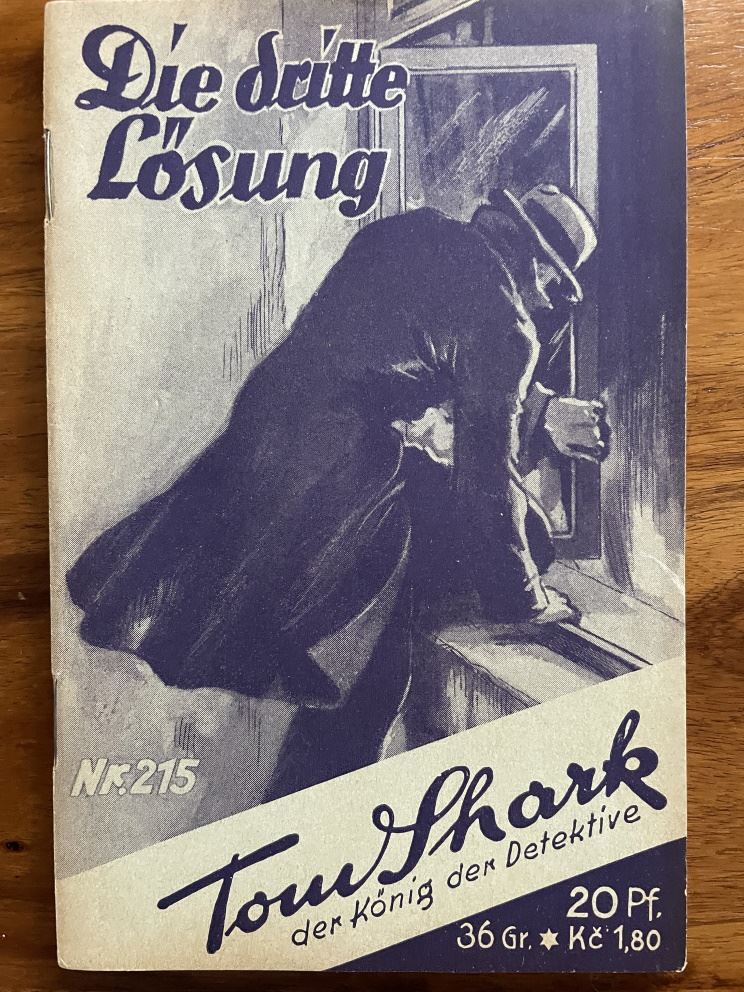 Die dritte
Lösung
Nr. 215
Tom Shark
der König der Detektive
20 Pf.
36 Gr. ★ Kč 1,80